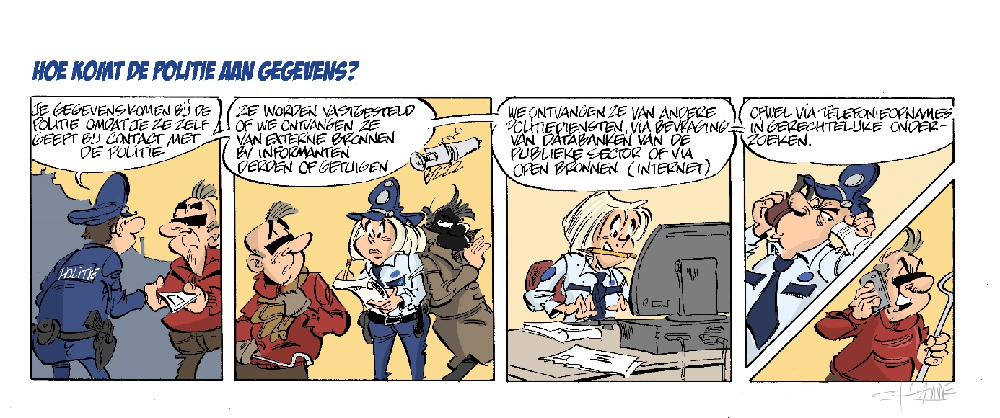 HOE KOMT DE POLITIE AAN GEGEVENS?
JE GEGEVENS KOMEN BIJ DE
POLITIE OMDAT JE ZE ZELF
GEEFT BIJ CONTACT MET
DE POLITIE
POLITIE
ZE WORDEN VASTGESTELD
OF WE ONTVANGEN ZE
VAN EXTERNE BRONNEN
BV INFORMANTEN
DERDEN OF GETUIGEN
BZZZ
WE ONTVANGEN ZE VAN ANDERE
POLITIEDIENSTEN, VIA BEVRAGING
VAN DATABANKEN VAN DE
PUBLIEKE SECTOR OF VIA
OPEN BRONNEN (INTERNET)
OFWEL VIA TELEFONIEOPNAMES
IN GERECHTELIJKE ONDER-
ZOEKEN.